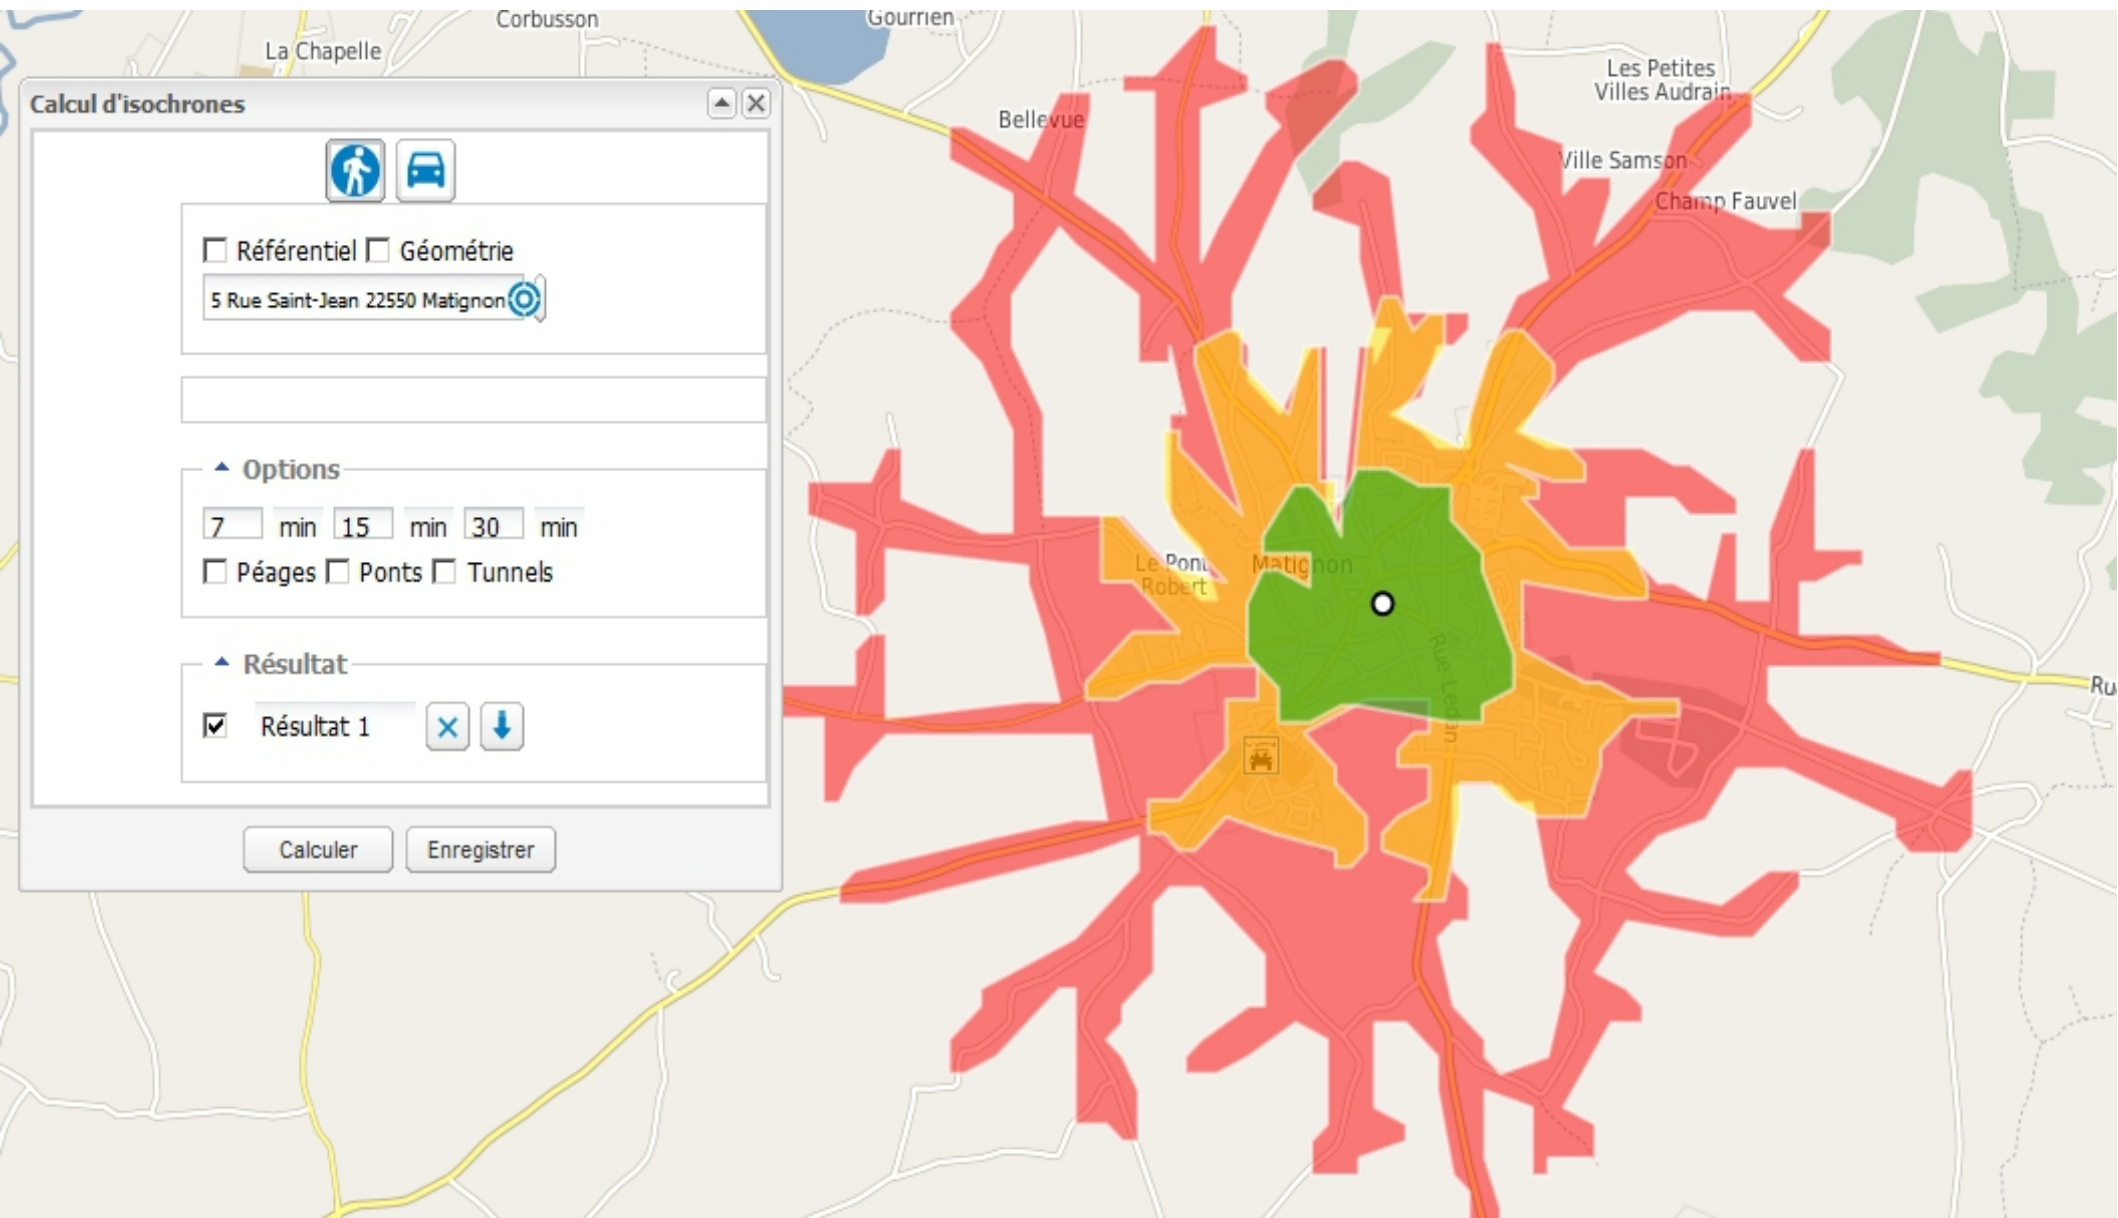 Corbusson
Gourrien
La Chapelle
Les Petites
Villes Audrain
Calcul d'isochrones
Bellevue
Ville Samson
Champ Fauvel
Référentiel Géométrie
5 Rue Saint-Jean 22550 Matignon
Options
7 min 15 min 30 min
Péages Ponts Tunnels
Le Pont
Robert
Matignon
Rue Ledan
Résultat
Résultat 1
Calculer Enregistrer
Ru